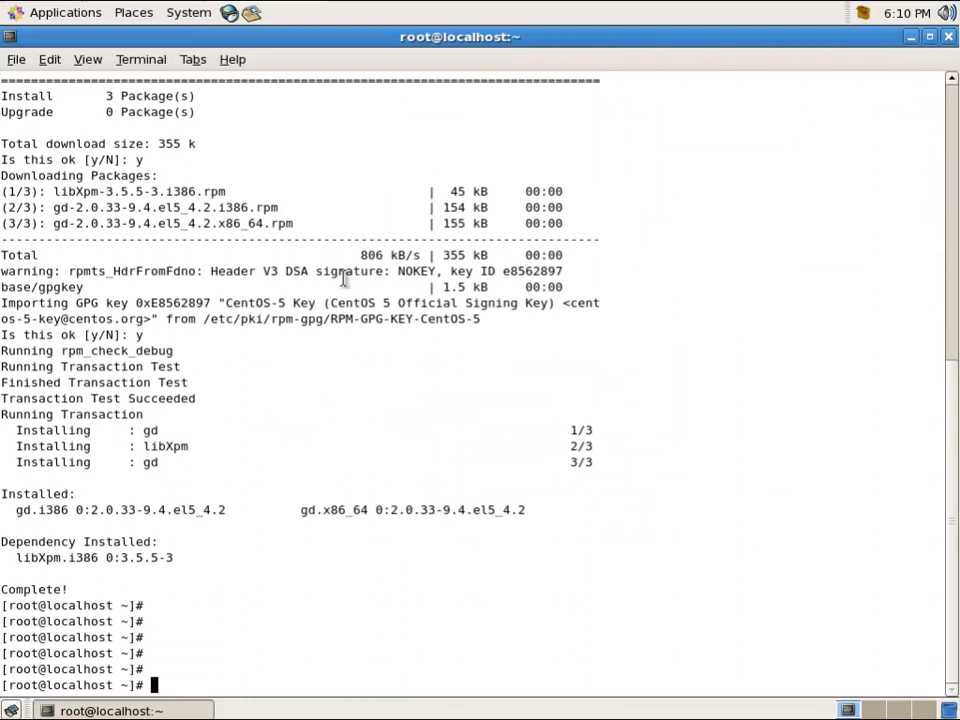 Applications Places System 6:10 PM
root@localhost:~
File Edit View Terminal Tabs Help
================================================================================
Install 3 Package(s)
Upgrade 0 Package(s)
Total download size: 355 k
Is this ok [y/N]: y
Downloading Packages:
(1/3): libXpm-3.5.5-3.i386.rpm | 45 kB 00:00
(2/3): gd-2.0.33-9.4.el5_4.2.i386.rpm | 154 kB 00:00
(3/3): gd-2.0.33-9.4.el5_4.2.x86_64.rpm | 155 kB 00:00
--------------------------------------------------------------------------------
Total 806 kB/s | 355 kB 00:00
warning: rpmts_HdrFromFdno: Header V3 DSA signature: NOKEY, key ID e8562897
base/gpgkey | 1.5 kB 00:00
Importing GPG key 0xE8562897 "CentOS-5 Key (CentOS 5 Official Signing Key) <cent
os-5-key@centos.org>" from /etc/pki/rpm-gpg/RPM-GPG-KEY-CentOS-5
Is this ok [y/N]: y
Running rpm_check_debug
Running Transaction Test
Finished Transaction Test
Transaction Test Succeeded
Running Transaction
Installing : gd 1/3
Installing : libXpm 2/3
Installing : gd 3/3
Installed:
gd.i386 0:2.0.33-9.4.el5_4.2 gd.x86_64 0:2.0.33-9.4.el5_4.2
Dependency Installed:
libXpm.i386 0:3.5.5-3
Complete!
[root@localhost ~]#
[root@localhost ~]#
[root@localhost ~]#
[root@localhost ~]#
[root@localhost ~]#
[root@localhost ~]#
root@localhost:~